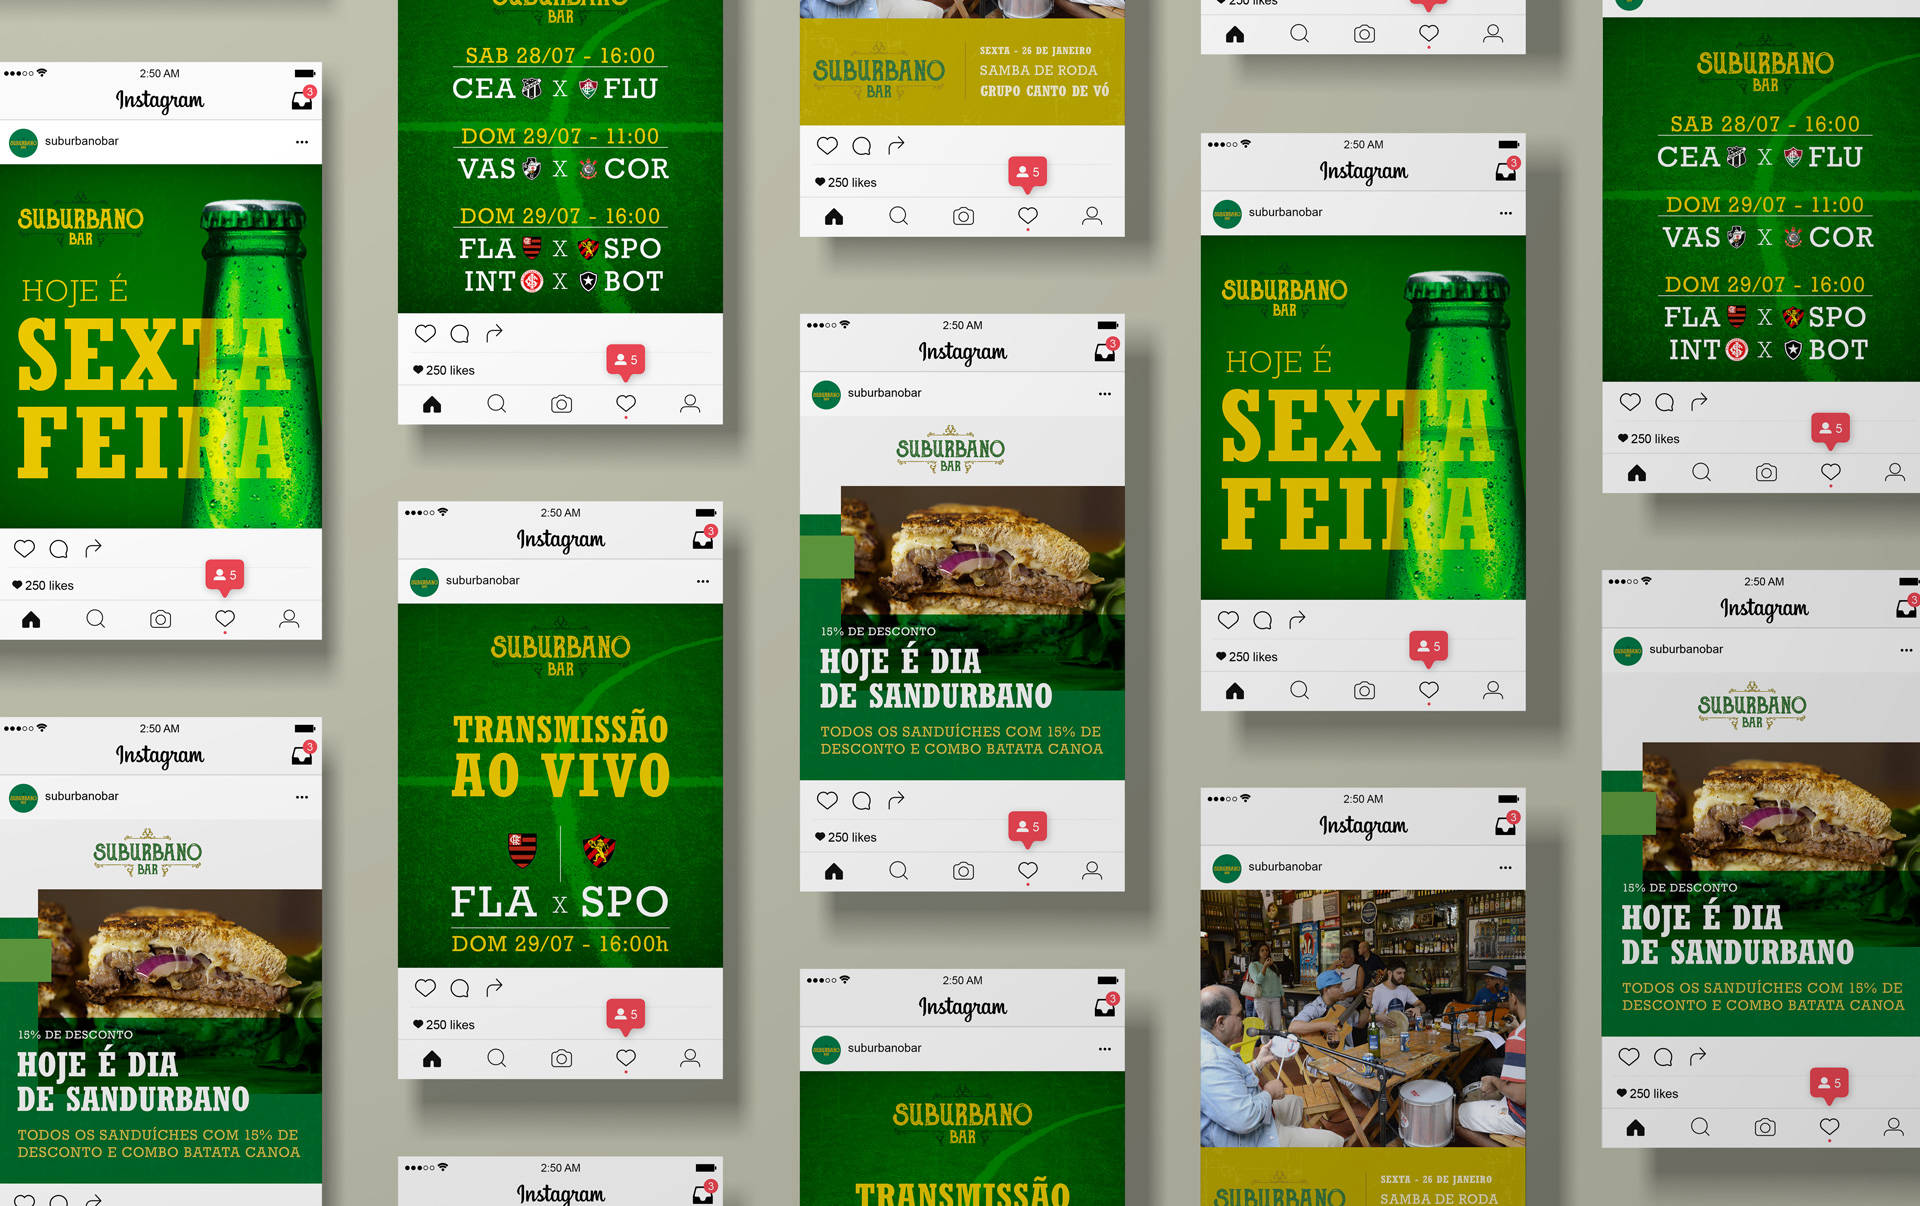 2:50 AM
Instagram
3
suburbanobar
SUBURBANO
BAR
HOJE É
SEXTA
FEIRA
250 likes
5
2:50 AM
Instagram
3
suburbanobar
SUBURBANO
BAR
15% DE DESCONTO
HOJE É DIA
DE SANDURBANO
TODOS OS SANDUÍCHES COM 15% DE
DESCONTO E COMBO BATATA CANOA
SUBURBANO
BAR
SAB 28/07 - 16:00
CEA X FLU
DOM 29/07 - 11:00
VAS X COR
DOM 29/07 - 16:00
FLA X SPO
INT X BOT
250 likes
5
2:50 AM
Instagram
3
suburbanobar
SUBURBANO
BAR
TRANSMISSÃO
AO VIVO
FLA X SPO
DOM 29/07 - 16:00h
250 likes
5
2:50 AM
Instagram
3
SUBURBANO
BAR
SEXTA - 26 DE JANEIRO
SAMBA DE RODA
GRUPO CANTO DE VÓ
250 likes
5
2:50 AM
Instagram
3
suburbanobar
SUBURBANO
BAR
15% DE DESCONTO
HOJE É DIA
DE SANDURBANO
TODOS OS SANDUÍCHES COM 15% DE
DESCONTO E COMBO BATATA CANOA
250 likes
5
2:50 AM
Instagram
3
suburbanobar
SUBURBANO
BAR
TRANSMISSÃO
250 likes
2:50 AM
Instagram
3
suburbanobar
SUBURBANO
BAR
HOJE É
SEXTA
FEIRA
250 likes
5
2:50 AM
Instagram
3
suburbanobar
SUBURBANO
SEXTA - 26 DE JANEIRO
SAMBA DE RODA
SUBURBANO
BAR
SAB 28/07 - 16:00
CEA X FLU
DOM 29/07 - 11:00
VAS X COR
DOM 29/07 - 16:00
FLA X SPO
INT X BOT
250 likes
5
2:50 AM
Instagram
3
suburbanobar
SUBURBANO
BAR
15% DE DESCONTO
HOJE É DIA
DE SANDURBANO
TODOS OS SANDUÍCHES COM 15% DE
DESCONTO E COMBO BATATA CANOA
250 likes
5